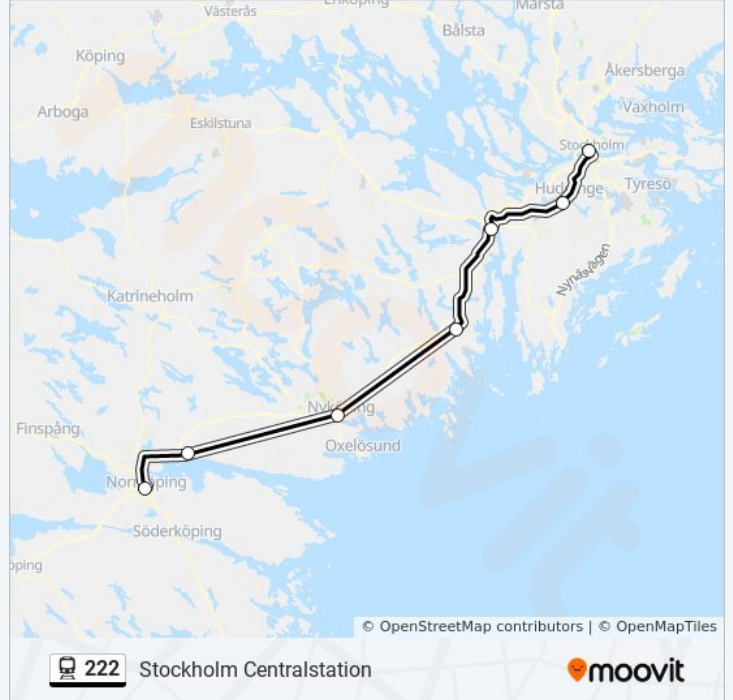 Enköping
Märsta
Västerås
Bålsta
Köping
Åkersberga
Arboga
Vaxholm
Eskilstuna
Stockholm
Huddinge
Tyresö
Nynäsvägen
Katrineholm
Nyköping
Finspång
Oxelösund
Norrköping
Söderköping
öping
© OpenStreetMap contributors | © OpenMapTiles
222 Stockholm Centralstation
moovit